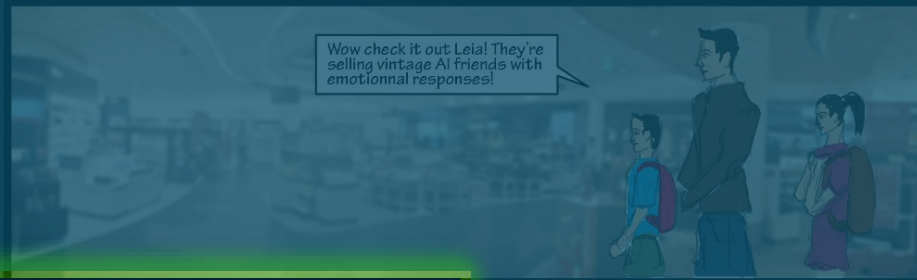 Wow check it out Leia! They're
selling vintage AI friends with
emotionnal responses!